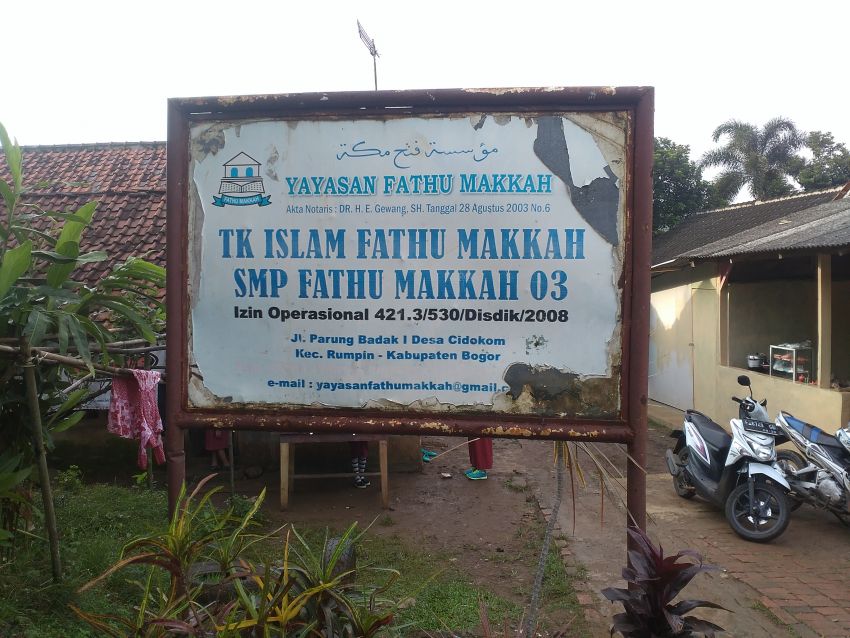 مؤسسة فتح مكة
YAYASAN FATHU MAKKAH
FATHU MAKKAH
Akta Notaris : DR. H. E. Gewang, SH. Tanggal 28 Agustus 2003 No.6
TK ISLAM FATHU MAKKAH
SMP FATHU MAKKAH 03
Izin Operasional 421.3/530/Disdik/2008
Jl. Parung Badak I Desa Cidokom
Kec. Rumpin - Kabupaten Bogor
e-mail : yayasanfathumakkah@gmail.c